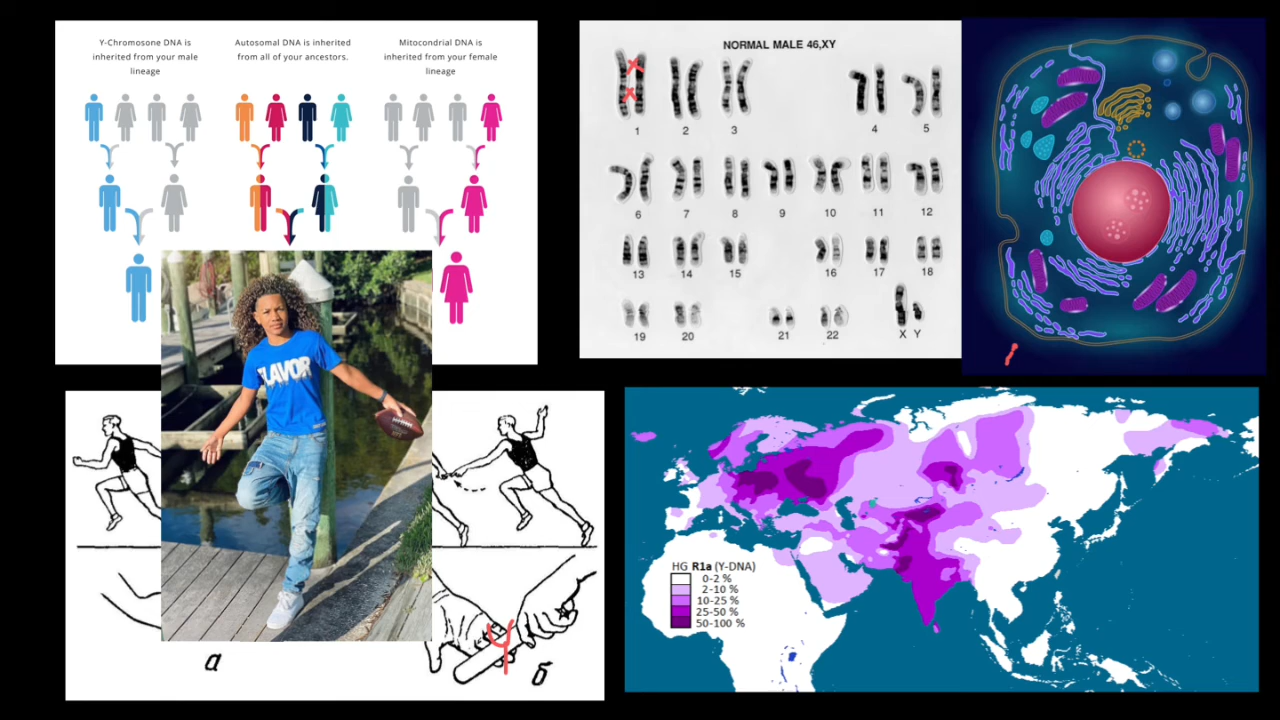 Y-Chromosone DNA is
inherited from your male
lineage
Autosomal DNA is inherited
from all of your ancestors.
Mitocondrial DNA is
inherited from your female
lineage
NORMAL MALE 46,XY
1
2
3
4
5
6
7
8
9
10
11
12
13
14
15
16
17
18
19
20
21
22
X Y
FLAVOR
HG R1a (Y-DNA)
0-2 %
2-10 %
10-25 %
25-50 %
50-100 %
Y
а
б